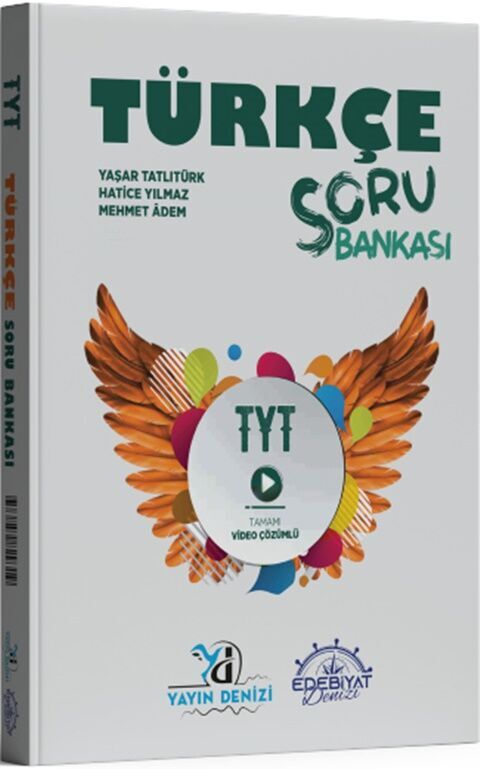 TÜRKÇE
YAŞAR TATLITÜRK
HATİCE YILMAZ
MEHMET ÂDEM
SORU
BANKASI
TYT
TAMAMI
VİDEO ÇÖZÜMLÜ
YAYIN DENİZİ
EDEBİYAT
Denizi
TYT
TÜRKÇE
SORU BANKASI